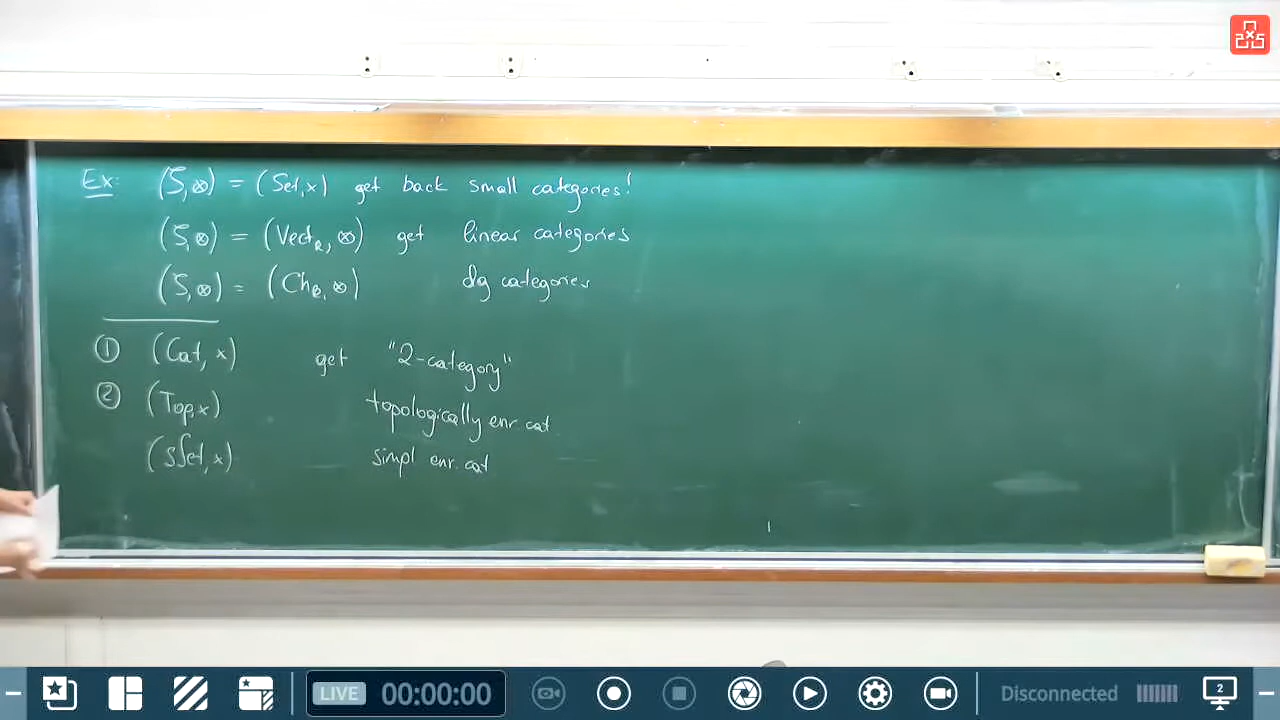 Ex: (S,⊗) = (Set,×) get back small categories!
(S,⊗) = (Vect_k, ⊗) get linear categories
(S,⊗) = (Ch_k, ⊗) dg categories
① (Cat, ×) get "2-category"
② (Top,×) topologically enr. cat
(sSet,×) simpl enr. cat
LIVE 00:00:00 Disconnected 2